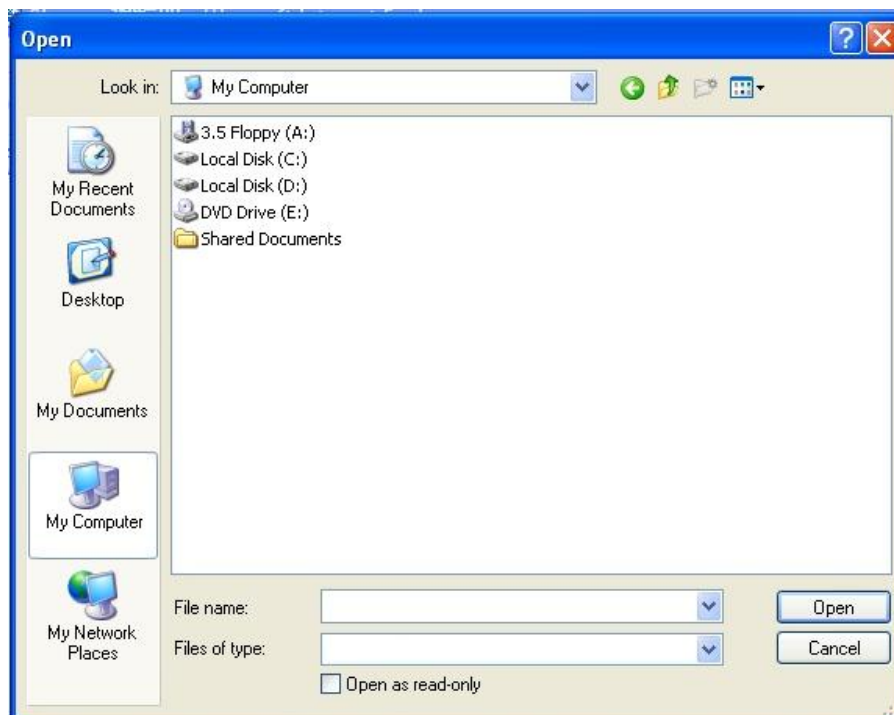 Open
Look in:
My Computer
My Recent
Documents
Desktop
My Documents
My Computer
My Network
Places
3.5 Floppy (A:)
Local Disk (C:)
Local Disk (D:)
DVD Drive (E:)
Shared Documents
File name:
Open
Files of type:
Cancel
Open as read-only